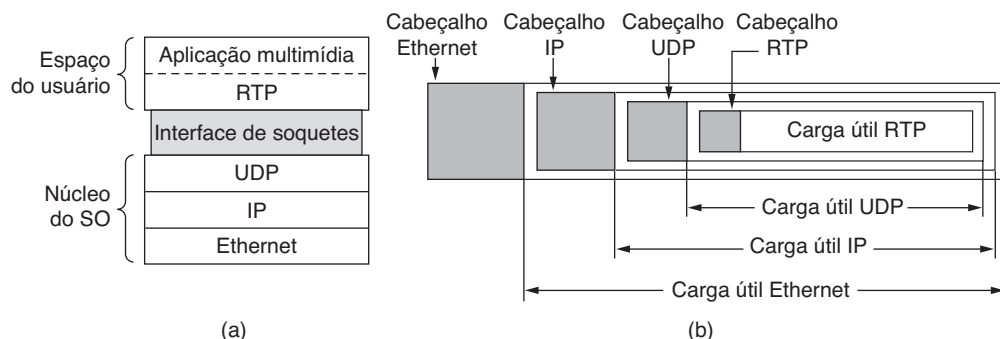 Espaço
do usuário
Aplicação multimídia
RTP
Interface de soquetes
Núcleo
do SO
UDP
IP
Ethernet
(a)
Cabeçalho
Ethernet
Cabeçalho
IP
Cabeçalho
UDP
Cabeçalho
RTP
Carga útil RTP
Carga útil UDP
Carga útil IP
Carga útil Ethernet
(b)